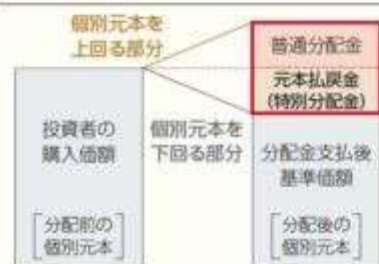 個別元本を
上回る部分
普通分配金
元本払戻金
(特別分配金)
投資者の
購入価額
個別元本を
下回る部分
分配金支払後
基準価額
分配前の
個別元本
分配後の
個別元本